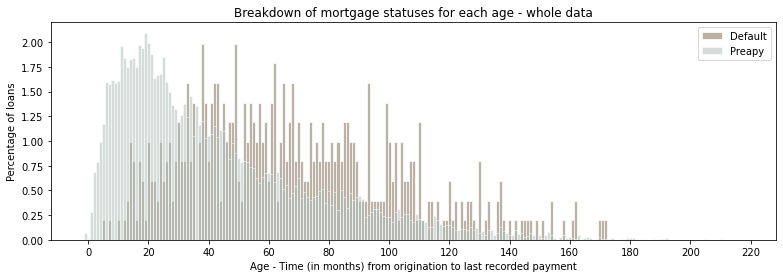 Breakdown of mortgage statuses for each age - whole data
Default
Preapy
Percentage of loans
2.00
1.75
1.50
1.25
1.00
0.75
0.50
0.25
0.00
0 20 40 60 80 100 120 140 160 180 200 220
Age - Time (in months) from origination to last recorded payment